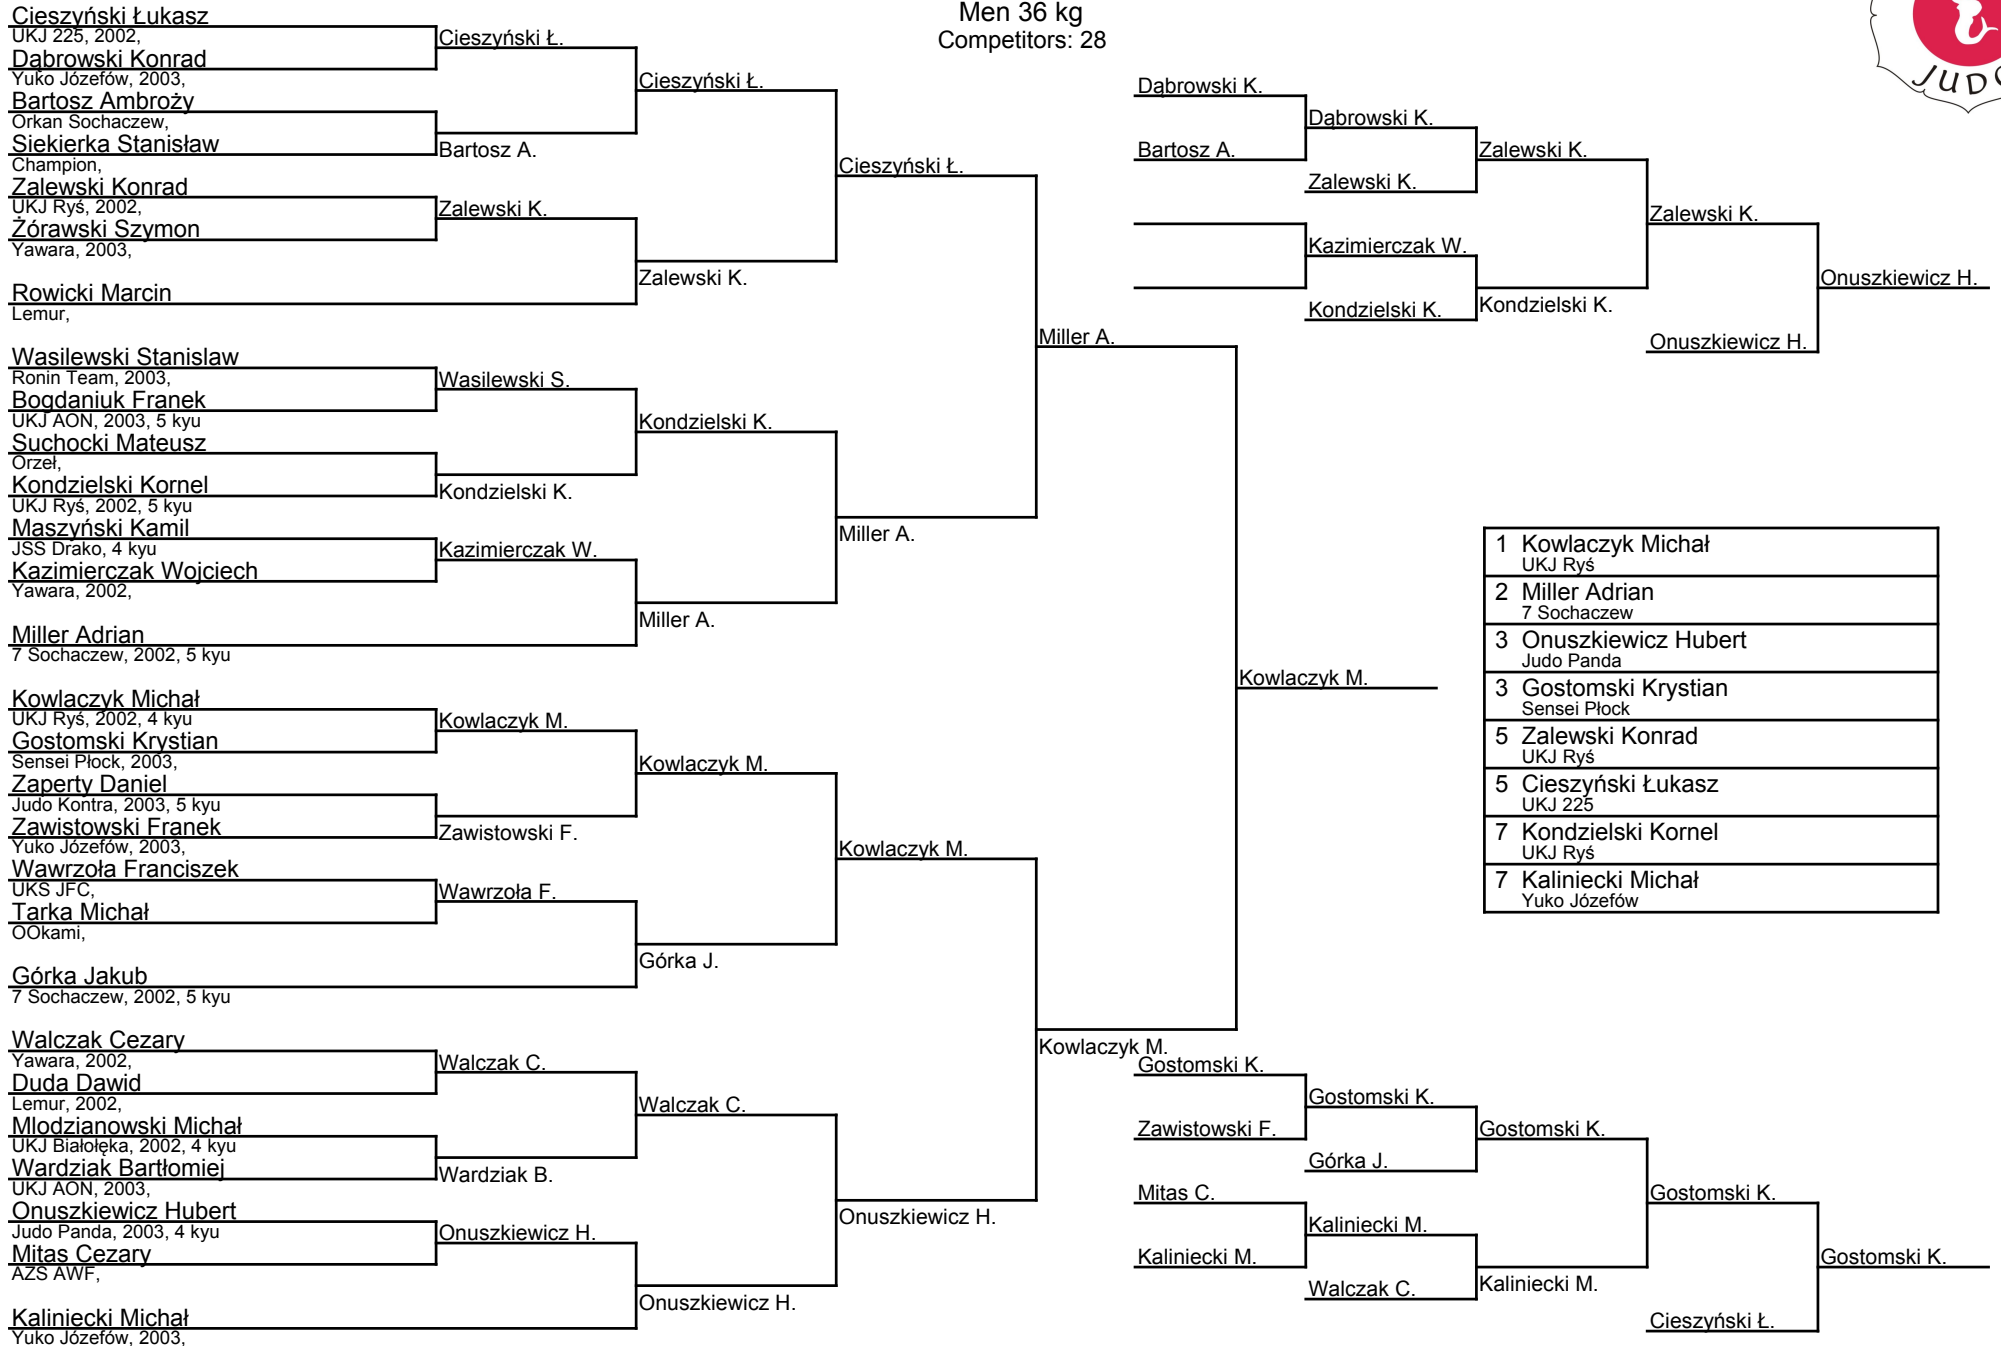 Men 36 kg
Competitors: 28
JUDO
Cieszyński Łukasz
UKJ 225, 2002,
Dąbrowski Konrad
Yuko Józefów, 2003,
Bartosz Ambroży
Orkan Sochaczew,
Siekierka Stanisław
Champion,
Zalewski Konrad
UKJ Ryś, 2002,
Żórawski Szymon
Yawara, 2003,
Rowicki Marcin
Lemur,
Wasilewski Stanislaw
Ronin Team, 2003,
Bogdaniuk Franek
UKJ AON, 2003, 5 kyu
Suchocki Mateusz
Orzeł,
Kondzielski Kornel
UKJ Ryś, 2002, 5 kyu
Maszyński Kamil
JSS Drako, 4 kyu
Kazimierczak Wojciech
Yawara, 2002,
Miller Adrian
7 Sochaczew, 2002, 5 kyu
Kowlaczyk Michał
UKJ Ryś, 2002, 4 kyu
Gostomski Krystian
Sensei Płock, 2003,
Zaperty Daniel
Judo Kontra, 2003, 5 kyu
Zawistowski Franek
Yuko Józefów, 2003,
Wawrzoła Franciszek
UKS JFC,
Tarka Michał
OOkami,
Górka Jakub
7 Sochaczew, 2002, 5 kyu
Walczak Cezary
Yawara, 2002,
Duda Dawid
Lemur, 2002,
Mlodzianowski Michał
UKJ Białołęka, 2002, 4 kyu
Wardziak Bartłomiej
UKJ AON, 2003,
Onuszkiewicz Hubert
Judo Panda, 2003, 4 kyu
Mitas Cezary
AZS AWF,
Kaliniecki Michał
Yuko Józefów, 2003,
Cieszyński Ł.
Bartosz A.
Zalewski K.
Wasilewski S.
Kondzielski K.
Kazimierczak W.
Kowlaczyk M.
Zawistowski F.
Wawrzoła F.
Walczak C.
Wardziak B.
Onuszkiewicz H.
Cieszyński Ł.
Zalewski K.
Kondzielski K.
Miller A.
Kowlaczyk M.
Górka J.
Walczak C.
Onuszkiewicz H.
Cieszyński Ł.
Miller A.
Kowlaczyk M.
Onuszkiewicz H.
Miller A.
Kowlaczyk M.
Kowlaczyk M.
Dąbrowski K.
Bartosz A.
Dąbrowski K.
Zalewski K.
Kazimierczak W.
Kondzielski K.
Zalewski K.
Kondzielski K.
Zalewski K.
Onuszkiewicz H.
Onuszkiewicz H.
1 Kowlaczyk Michał
UKJ Ryś
2 Miller Adrian
7 Sochaczew
3 Onuszkiewicz Hubert
Judo Panda
3 Gostomski Krystian
Sensei Płock
5 Zalewski Konrad
UKJ Ryś
5 Cieszyński Łukasz
UKJ 225
7 Kondzielski Kornel
UKJ Ryś
7 Kaliniecki Michał
Yuko Józefów
Gostomski K.
Zawistowski F.
Mitas C.
Kaliniecki M.
Gostomski K.
Górka J.
Kaliniecki M.
Walczak C.
Gostomski K.
Kaliniecki M.
Gostomski K.
Cieszyński Ł.
Gostomski K.